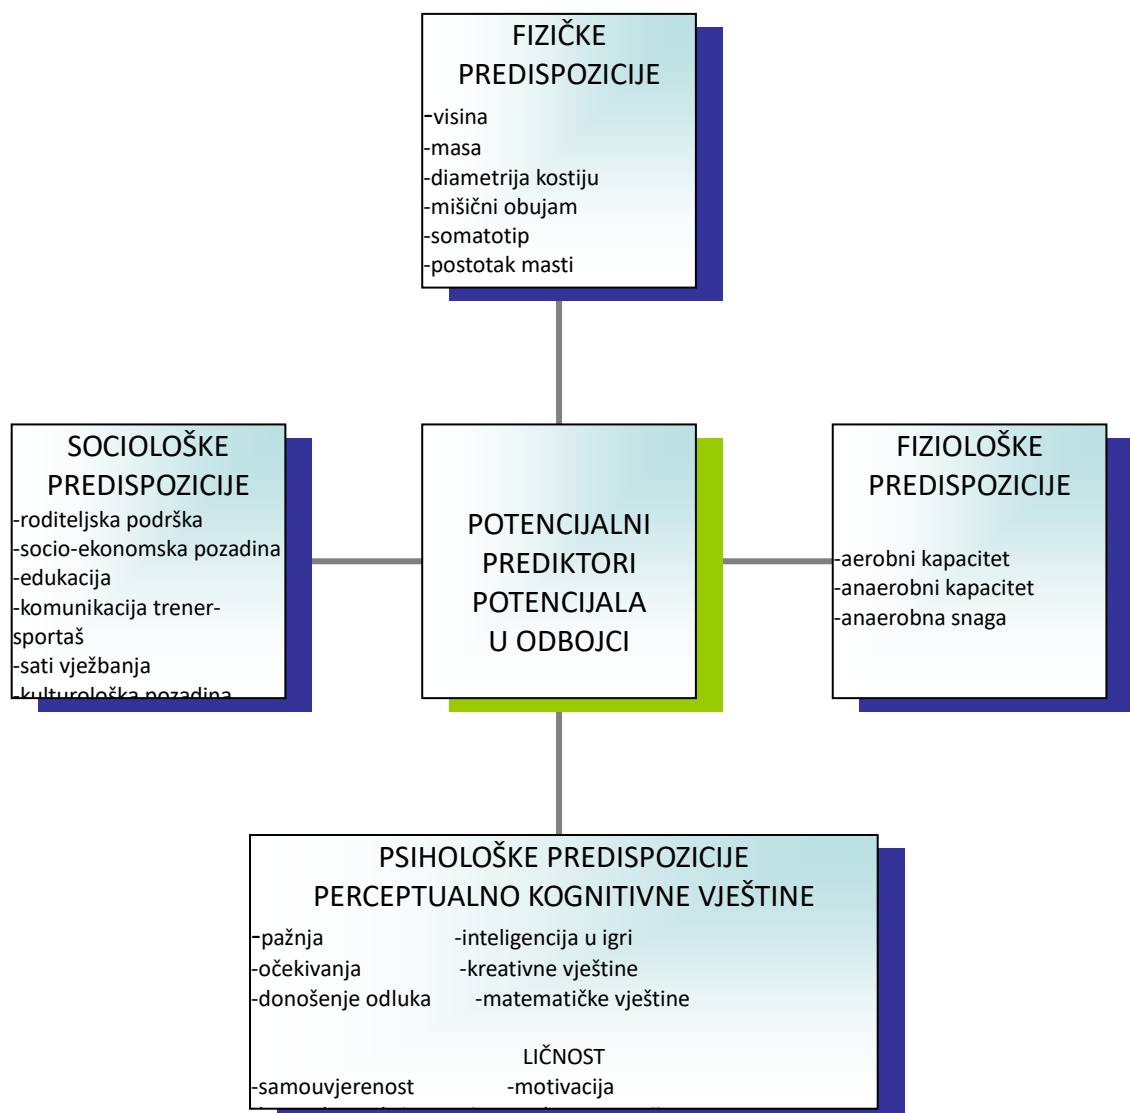 FIZIČKE
PREDISPOZICIJE
-visina
-masa
-diametrija kostiju
-mišični obujam
-somatotip
-postotak masti
SOCIOLOŠKE
PREDISPOZICIJE
-roditeljska podrška
-socio-ekonomska pozadina
-edukacija
-komunikacija trener-
sportaš
-sati vježbanja
-kulturološka pozadina
POTENCIJALNI
PREDIKTORI
POTENCIJALA
U ODBOJCI
FIZIOLOŠKE
PREDISPOZICIJE
-aerobni kapacitet
-anaerobni kapacitet
-anaerobna snaga
PSIHOLOŠKE PREDISPOZICIJE
PERCEPTUALNO KOGNITIVNE VJEŠTINE
-pažnja -inteligencija u igri
-očekivanja -kreativne vještine
-donošenje odluka -matematičke vještine
LIČNOST
-samouvjerenost -motivacija